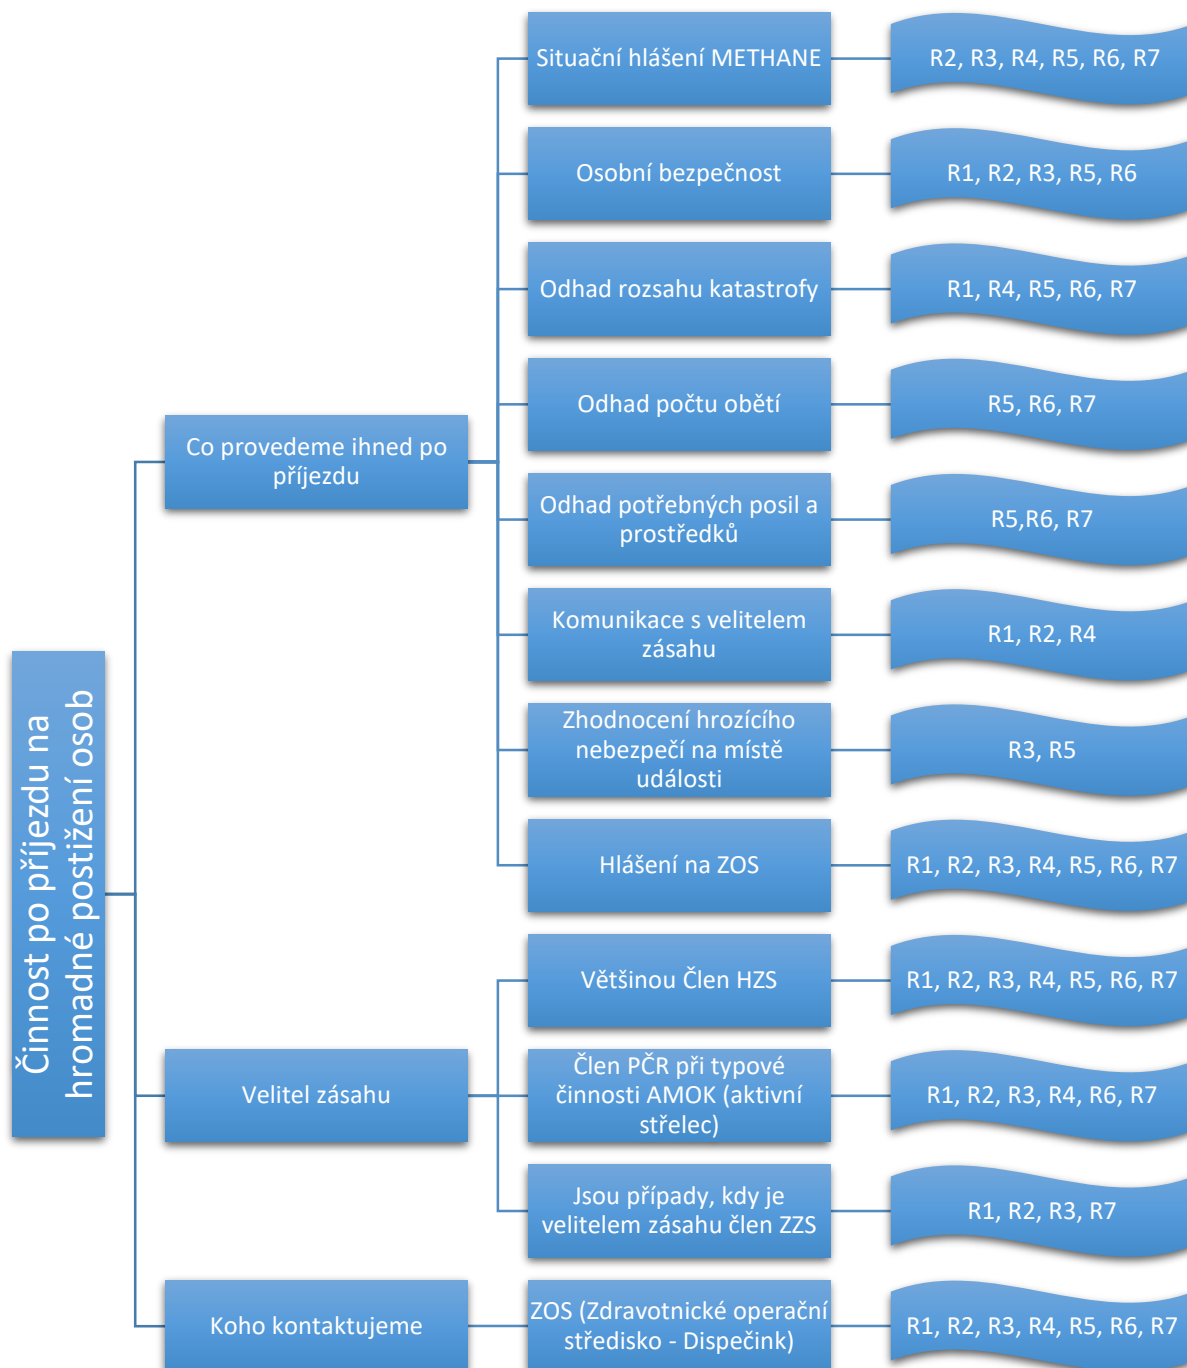 Činnost po příjezdu na
hromadné postižení osob
Co provedeme ihned po
příjezdu
Situační hlášení METHANE
R2, R3, R4, R5, R6, R7
Osobní bezpečnost
R1, R2, R3, R5, R6
Odhad rozsahu katastrofy
R1, R4, R5, R6, R7
Odhad počtu obětí
R5, R6, R7
Odhad potřebných posil a
prostředků
R5,R6, R7
Komunikace s velitelem
zásahu
R1, R2, R4
Zhodnocení hrozícího
nebezpečí na místě
události
R3, R5
Hlášení na ZOS
R1, R2, R3, R4, R5, R6, R7
Velitel zásahu
Většinou Člen HZS
R1, R2, R3, R4, R5, R6, R7
Člen PČR při typové
činnosti AMOK (aktivní
střelec)
R1, R2, R3, R4, R6, R7
Jsou případy, kdy je
velitelem zásahu člen ZZS
R1, R2, R3, R7
Koho kontaktujeme
ZOS (Zdravotnické operační
středisko - Dispečink)
R1, R2, R3, R4, R5, R6, R7